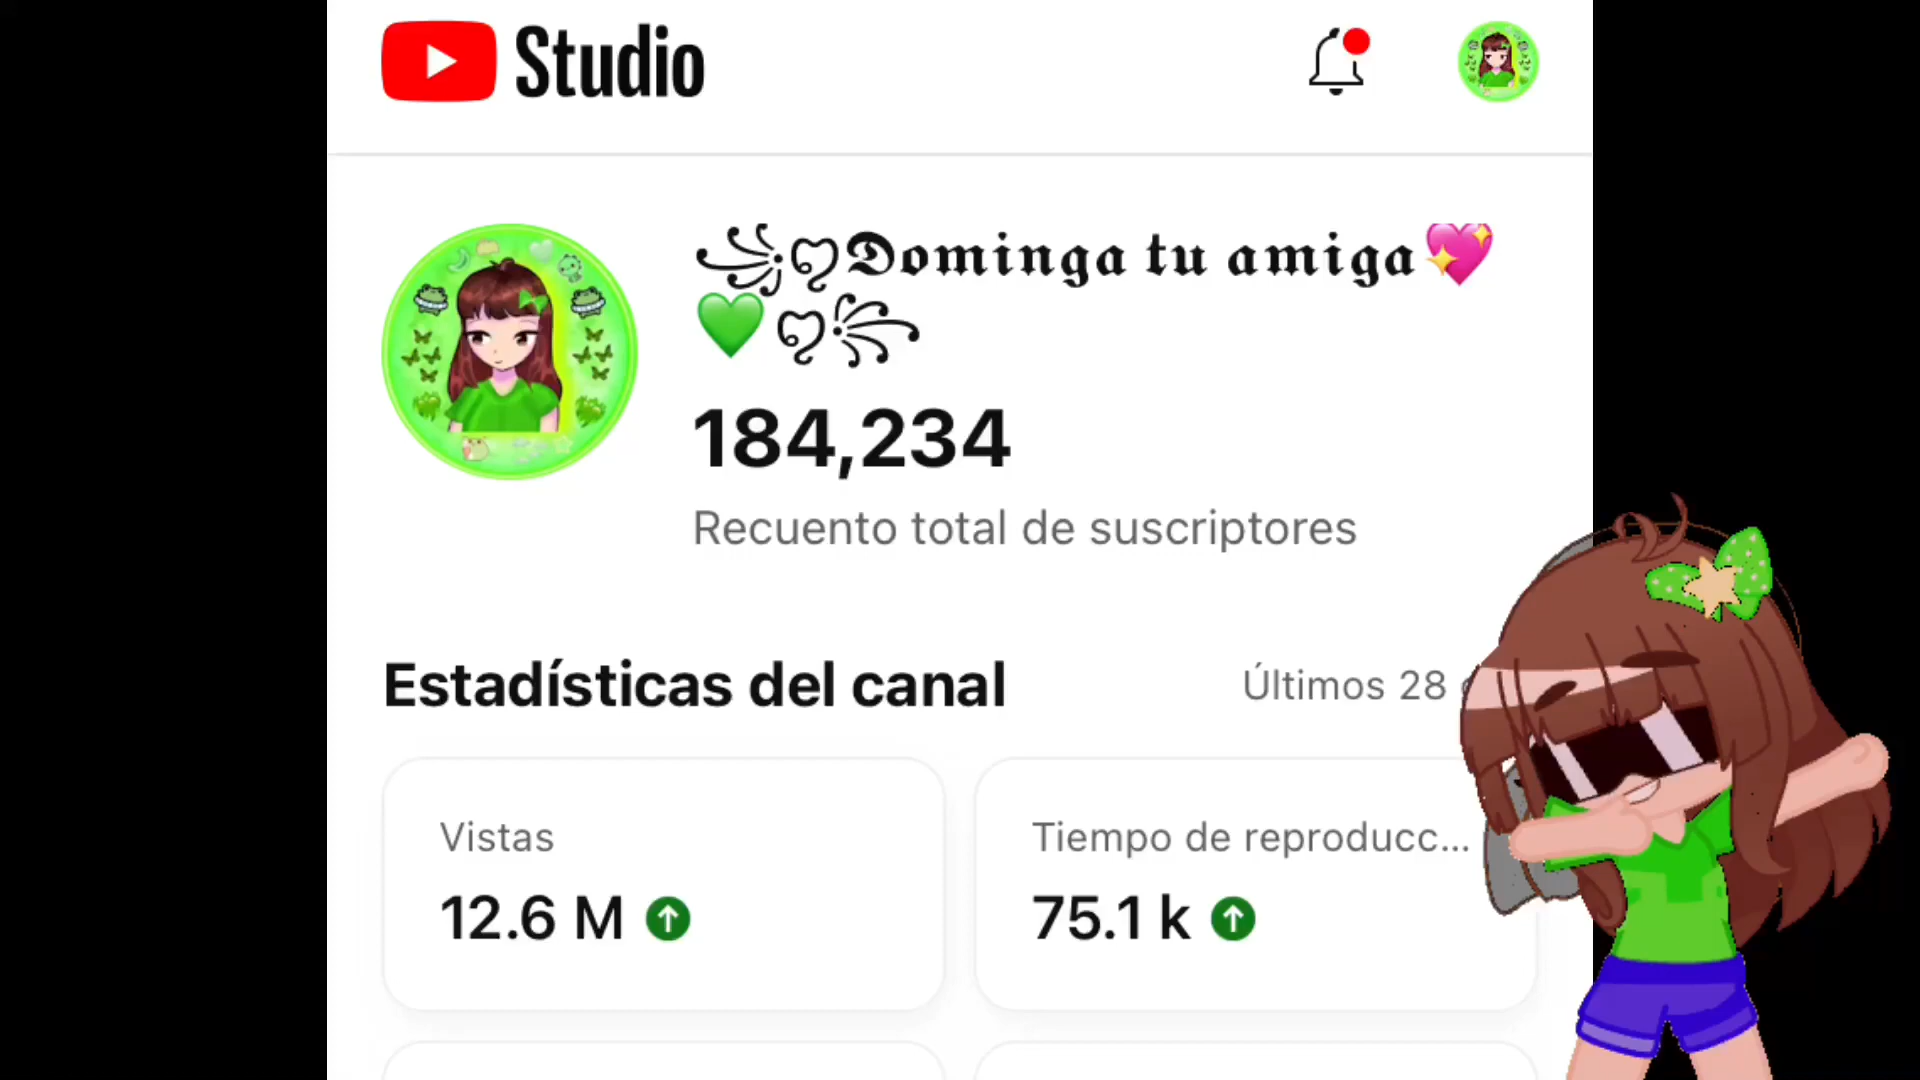 Studio
꧁ღ𝕯𝖔𝖒𝖎𝖓𝖌𝖆 𝖙𝖚 𝖆𝖒𝖎𝖌𝖆💖
💚ღ꧂
184,234
Recuento total de suscriptores
Estadísticas del canal
Últimos 28
Vistas
Tiempo de reproducc...
12.6 M
75.1 k